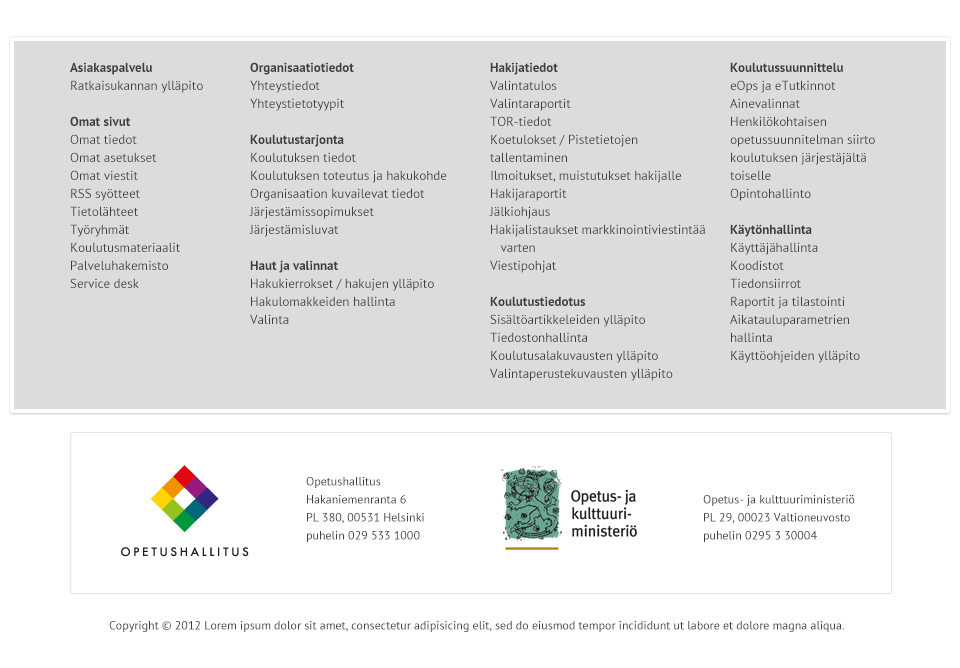 Asiakaspalvelu
Ratkaisukannan ylläpito
Omat sivut
Omat tiedot
Omat asetukset
Omat viestit
RSS syötteet
Tietolähteet
Työryhmät
Koulutusmateriaalit
Palveluhakemisto
Service desk
Organisaatiotiedot
Yhteystiedot
Yhteystietotyypit
Koulutustarjonta
Koulutuksen tiedot
Koulutuksen toteutus ja hakukohde
Organisaation kuvailevat tiedot
Järjestämissopimukset
Järjestämisluvat
Haut ja valinnat
Hakukierrokset / hakujen ylläpito
Hakulomakkeiden hallinta
Valinta
Hakijatiedot
Valintatulos
Valintaraportit
TOR-tiedot
Koetulokset / Pistetietojen
tallentaminen
Ilmoitukset, muistutukset hakijalle
Hakijaraportit
Jälkiohjaus
Hakijalistaukset markkinointiviestintää
varten
Viestipohjat
Koulutustiedotus
Sisältöartikkeleiden ylläpito
Tiedostonhallinta
Koulutusalakuvausten ylläpito
Valintaperustekuvausten ylläpito
Koulutussuunnittelu
eOps ja eTutkinnot
Ainevalinnat
Henkilökohtaisen
opetussuunnitelman siirto
koulutuksen järjestäjältä
toiselle
Opintohallinto
Käytönhallinta
Käyttäjähallinta
Koodistot
Tiedonsiirrot
Raportit ja tilastointi
Aikatauluparametrien
hallinta
Käyttöohjeiden ylläpito
OPETUSHALLITUS
Opetushallitus
Hakaniemenranta 6
PL 380, 00531 Helsinki
puhelin 029 533 1000
Opetus- ja
kulttuuri-
ministeriö
Opetus- ja kulttuuriministeriö
PL 29, 00023 Valtioneuvosto
puhelin 0295 3 30004
Copyright © 2012 Lorem ipsum dolor sit amet, consectetur adipisicing elit, sed do eiusmod tempor incididunt ut labore et dolore magna aliqua.